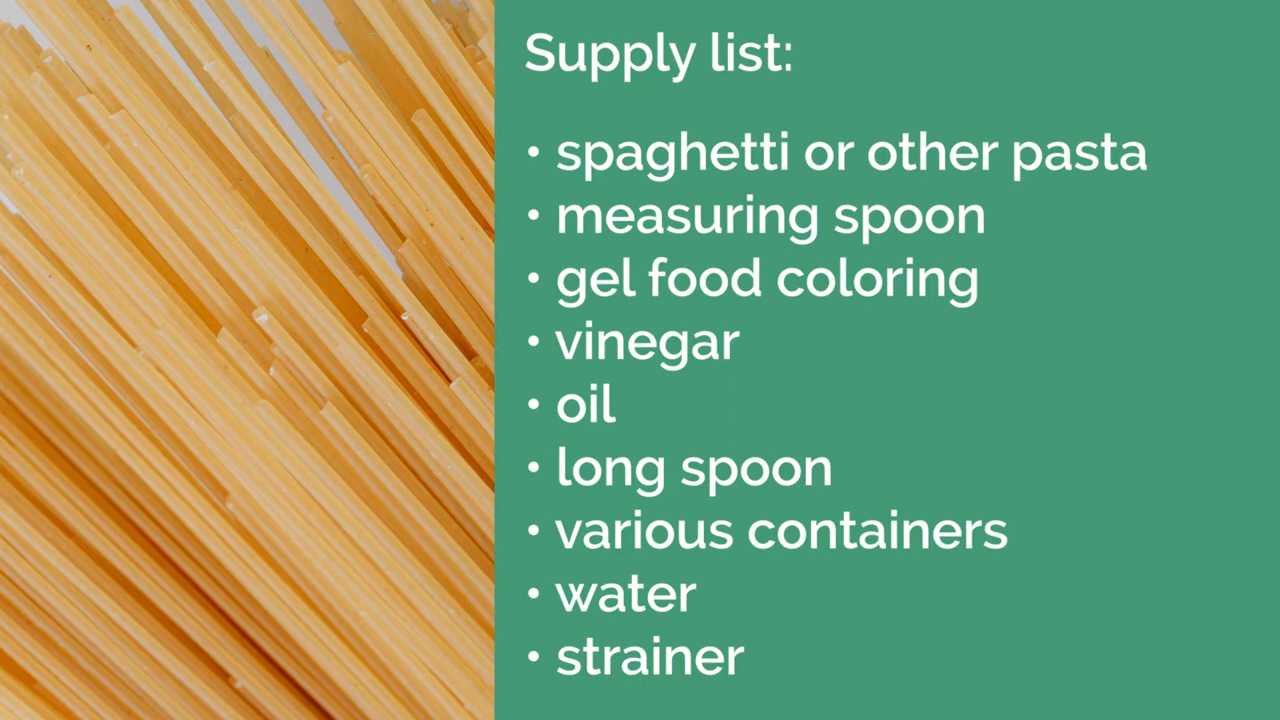 Supply list:
• spaghetti or other pasta
• measuring spoon
• gel food coloring
• vinegar
• oil
• long spoon
• various containers
• water
• strainer